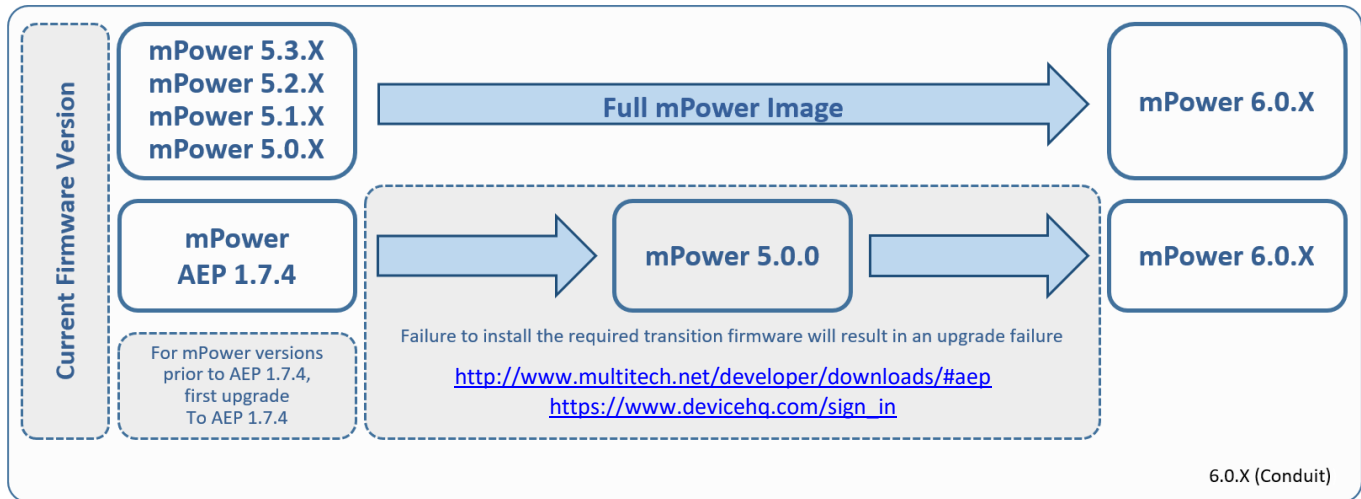 Current Firmware Version
mPower 5.3.X
mPower 5.2.X
mPower 5.1.X
mPower 5.0.X
Full mPower Image
mPower 6.0.X
mPower
AEP 1.7.4
mPower 5.0.0
mPower 6.0.X
For mPower versions
prior to AEP 1.7.4,
first upgrade
To AEP 1.7.4
Failure to install the required transition firmware will result in an upgrade failure
http://www.multitech.net/developer/downloads/#aep
https://www.devicehq.com/sign_in
6.0.X (Conduit)